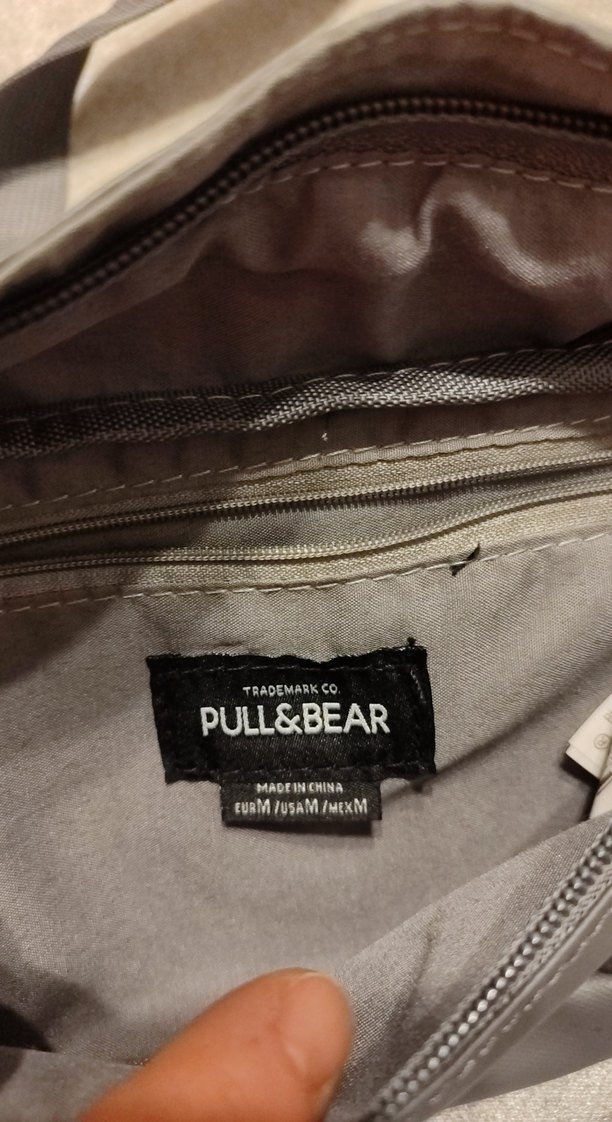 TRADEMARK CO.
PULL&BEAR
MADE IN CHINA
EURM/USAM/MEXM